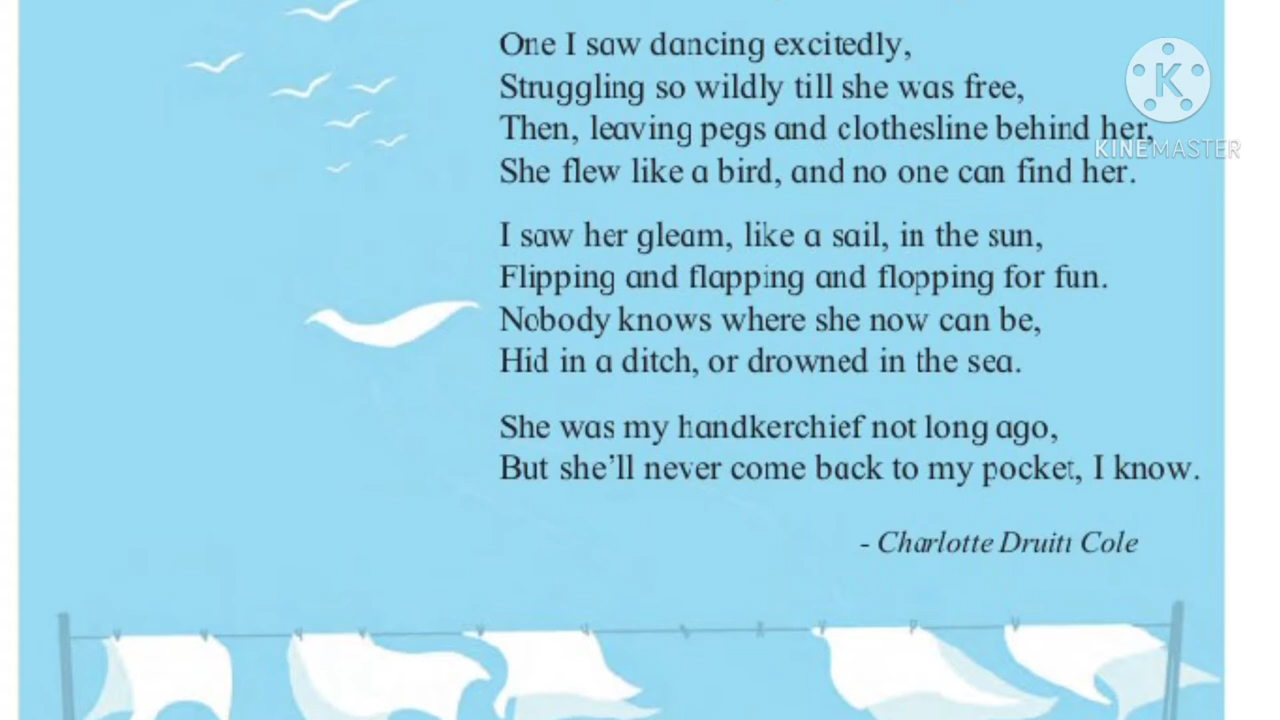 One I saw dancing excitedly,
Struggling so wildly till she was free,
Then, leaving pegs and clothesline behind her,
She flew like a bird, and no one can find her.
I saw her gleam, like a sail, in the sun,
Flipping and flapping and flopping for fun.
Nobody knows where she now can be,
Hid in a ditch, or drowned in the sea.
She was my handkerchief not long ago,
But she'll never come back to my pocket, I know.
- Charlotte Druitt Cole
K
KINEMASTER